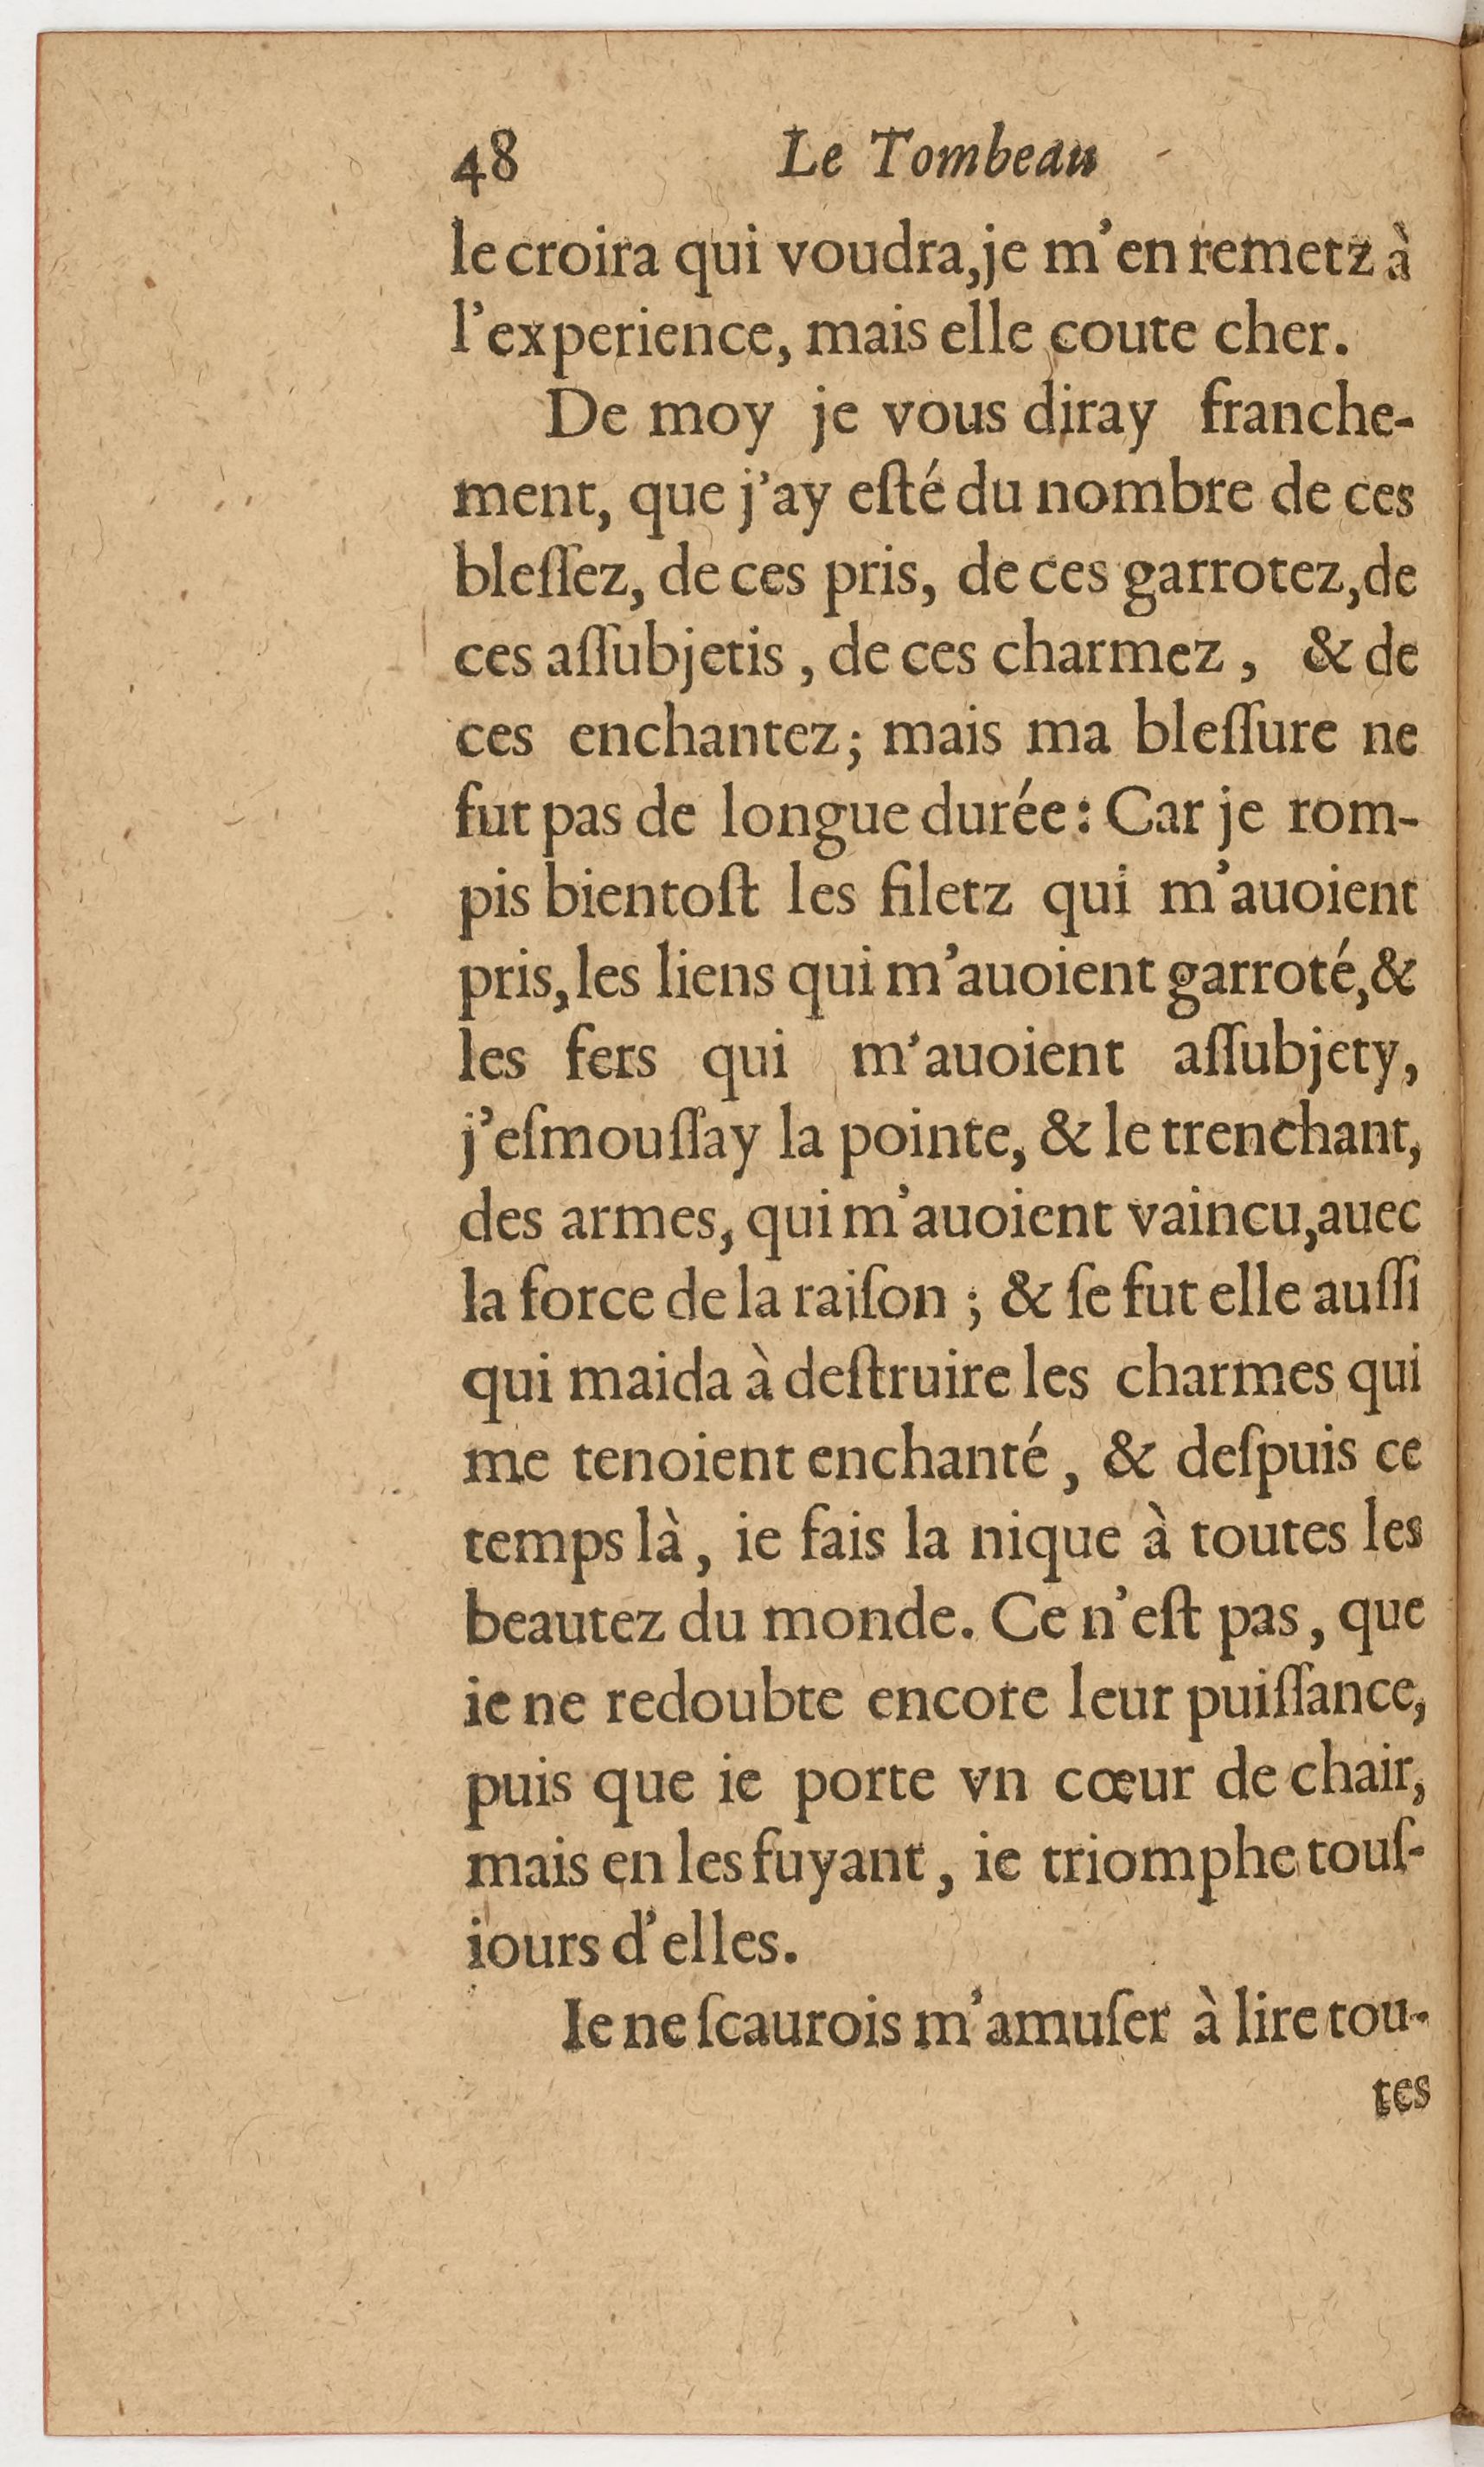 48 Le Tombeau
le croira qui voudra, je m'en remetz à
l'experience, mais elle coute cher.
De moy je vous diray franche-
ment, que j'ay eſté du nombre de ces
bleſſez, de ces pris, de ces garrotez, de
ces aſſubjetis, de ces charmez, & de
ces enchantez; mais ma bleſſure ne
fut pas de longue durée: Car je rom-
pis bientoſt les filetz qui m'auoient
pris, les liens qui m'auoient garroté, &
les fers qui m'auoient aſſubjety,
j'eſmouſſay la pointe, & le trenchant,
des armes, qui m'auoient vaincu, auec
la force de la raiſon; & ſe fut elle auſſi
qui maida à deſtruire les charmes qui
me tenoient enchanté, & deſpuis ce
temps là, ie fais la nique à toutes les
beautez du monde. Ce n'eſt pas, que
ie ne redoubte encore leur puiſſance,
puis que ie porte vn cœur de chair,
mais en les fuyant, ie triomphe touſ-
iours d'elles.
Ie ne ſcaurois m'amuſer à lire tou-
tes